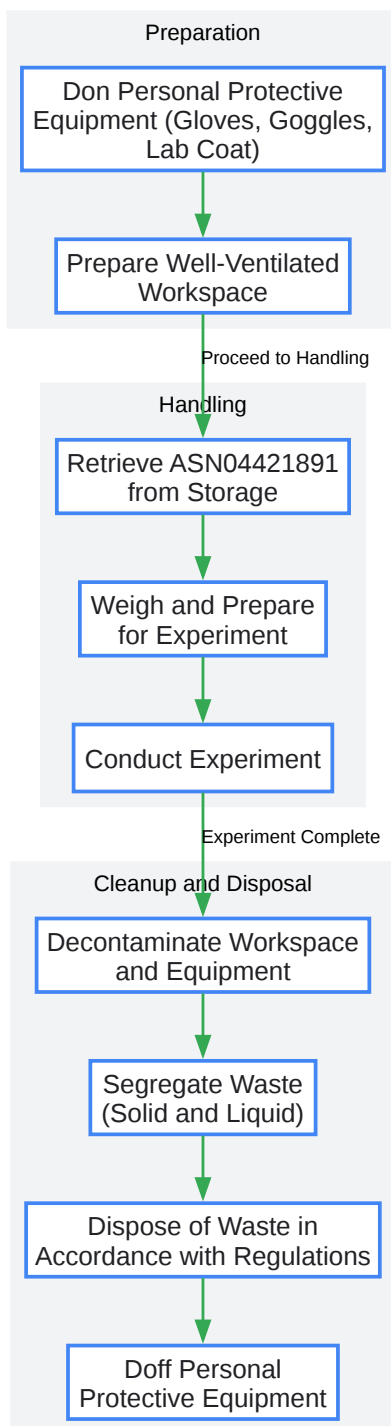 Preparation
Don Personal Protective
Equipment (Gloves, Goggles,
Lab Coat)
Prepare Well-Ventilated
Workspace
Proceed to Handling
Handling
Retrieve ASN04421891
from Storage
Weigh and Prepare
for Experiment
Conduct Experiment
Experiment Complete
Cleanup and Disposal
Decontaminate Workspace
and Equipment
Segregate Waste
(Solid and Liquid)
Dispose of Waste in
Accordance with Regulations
Doff Personal
Protective Equipment